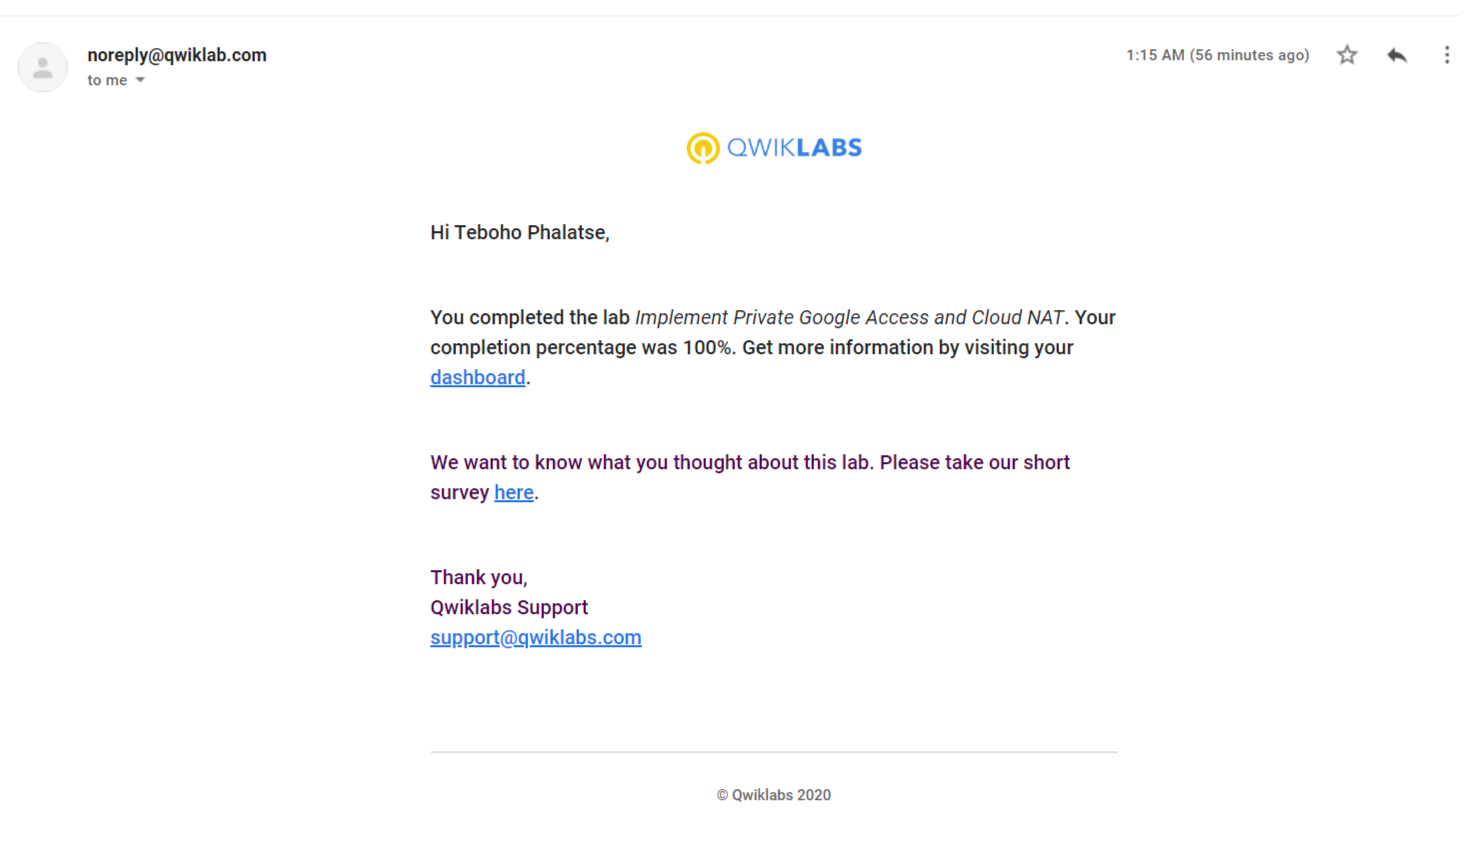 noreply@qwiklab.com
1:15 AM (56 minutes ago)
to me
QWIKLABS
Hi Teboho Phalatse,
You completed the lab Implement Private Google Access and Cloud NAT. Your
completion percentage was 100%. Get more information by visiting your
dashboard.
We want to know what you thought about this lab. Please take our short
survey here.
Thank you,
Qwiklabs Support
support@qwiklabs.com
© Qwiklabs 2020